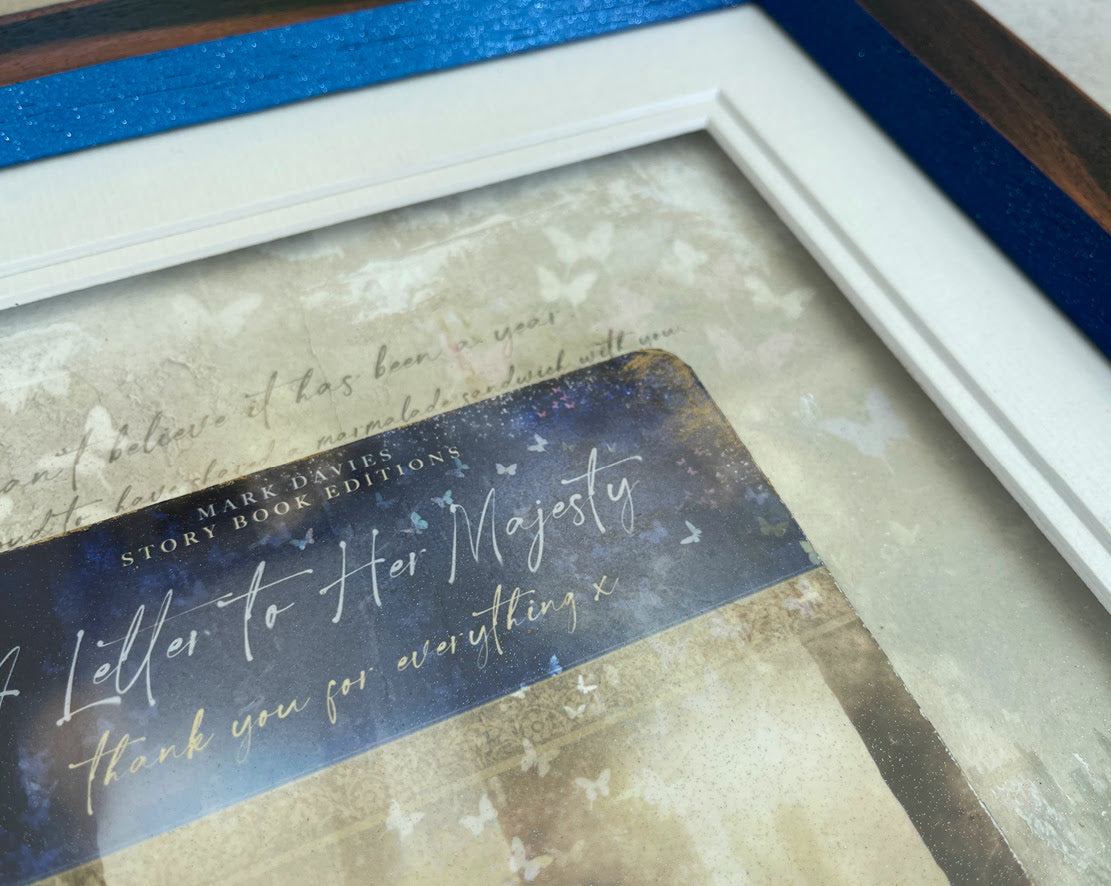 can't believe it has been a year
marmalade sandwich with you
MARK DAVIES
STORY BOOK EDITIONS
A Letter to Her Majesty
thank you for everything x